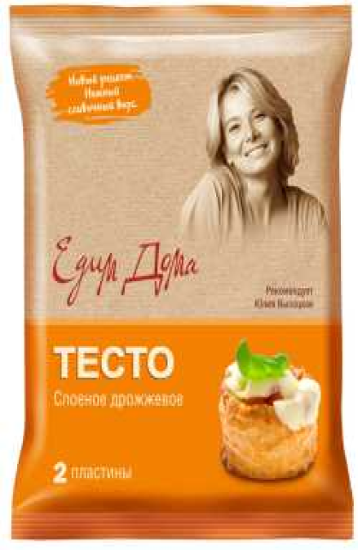 Новый рецепт
Нежный
сливочный вкус
Едим Дома
Рекомендует
Юлия Высоцкая
ТЕСТО
Слоеное дрожжевое
2 пластины